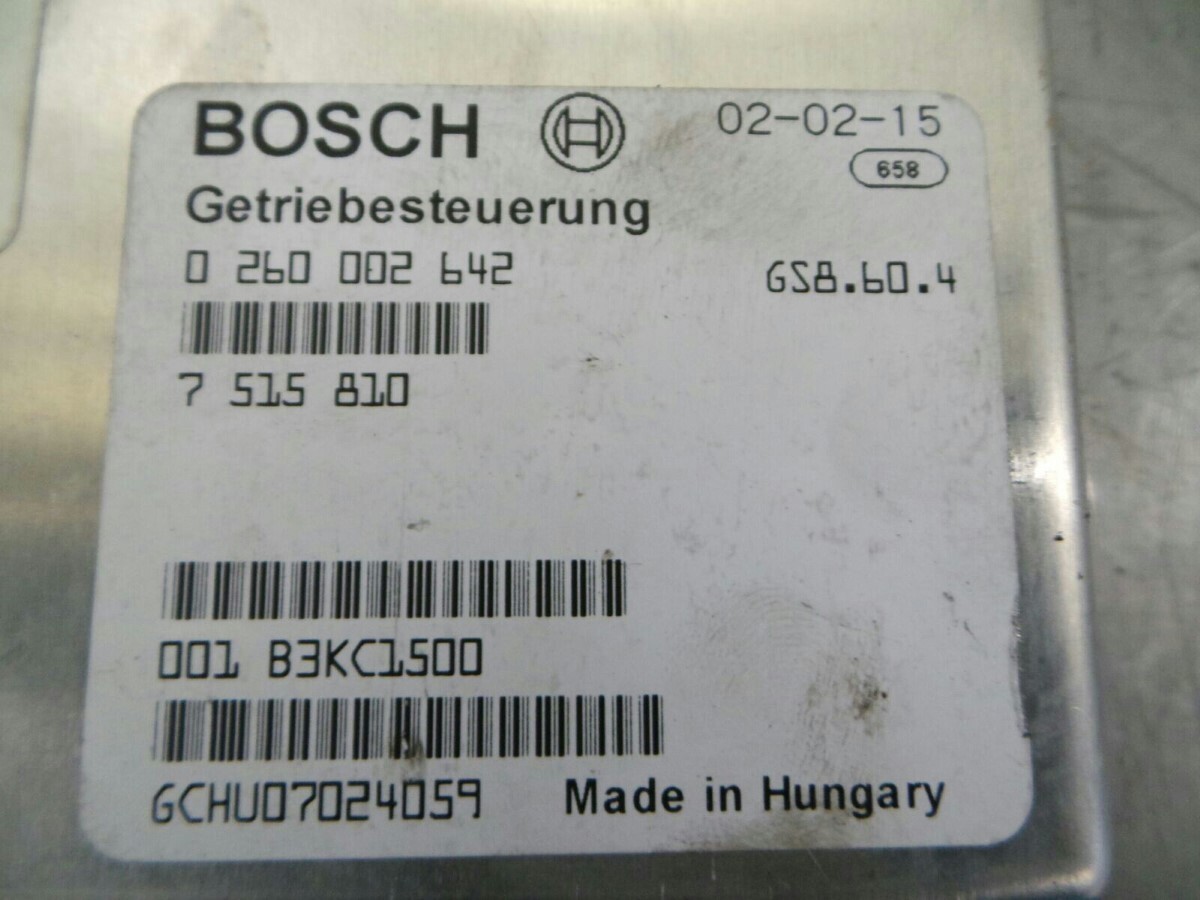 BOSCH 02-02-15
658
Getriebesteuerung
0 260 002 642 GS8.60.4
7 515 810
001 B3KC1500
GCHU07024059 Made in Hungary